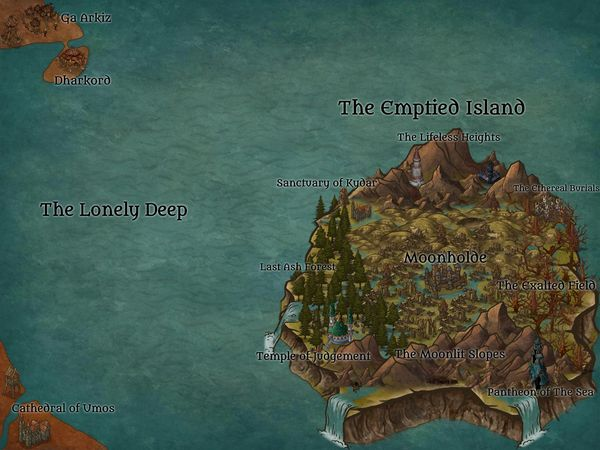 Ga Arkiz
Dharkord
The Emptied Island
The Lifeless Heights
Sanctuary of Kydar
The Ethereal Burials
The Lonely Deep
Moonholde
Last Ash Forest
The Exalted Field
Temple of Judgement
The Moonlit Slopes
Pantheon of The Sea
Cathedral of Umos